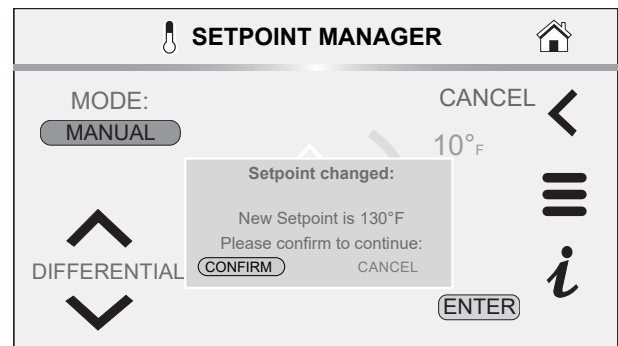 SETPOINT MANAGER
MODE:
MANUAL
CANCEL
10°F
Setpoint changed:
New Setpoint is 130°F
Please confirm to continue:
CONFIRM CANCEL
DIFFERENTIAL
i
ENTER